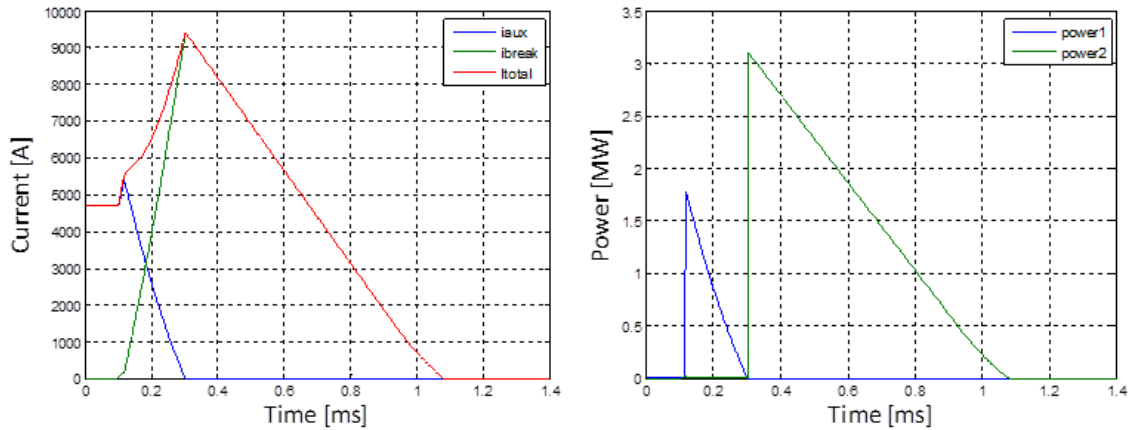 10000
9000
8000
7000
6000
5000
4000
3000
2000
1000
0
Current [A]
iaux
ibreak
Itotal
0 0.2 0.4 0.6 0.8 1 1.2 1.4
Time [ms]
3.5
3
2.5
2
1.5
1
0.5
0
Power [MW]
power1
power2
0 0.2 0.4 0.6 0.8 1 1.2 1.4
Time [ms]